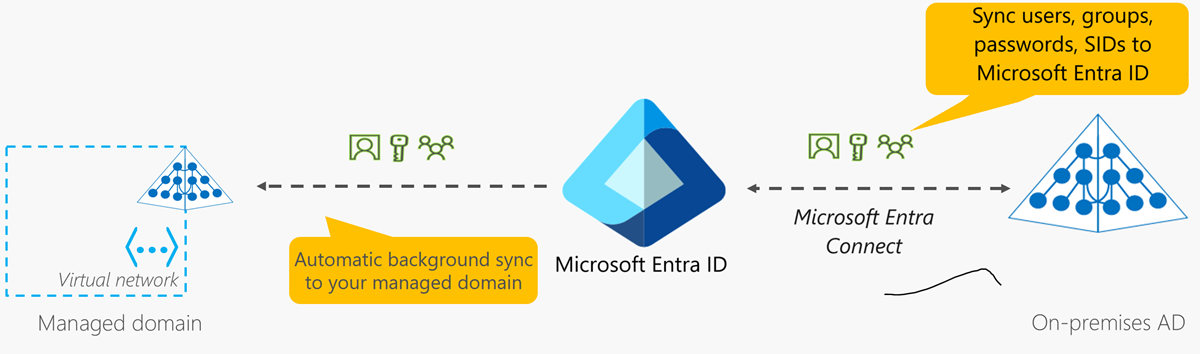 Sync users, groups,
passwords, SIDs to
Microsoft Entra ID
Microsoft Entra
Connect
Automatic background sync
to your managed domain
Microsoft Entra ID
Virtual network
Managed domain
On-premises AD